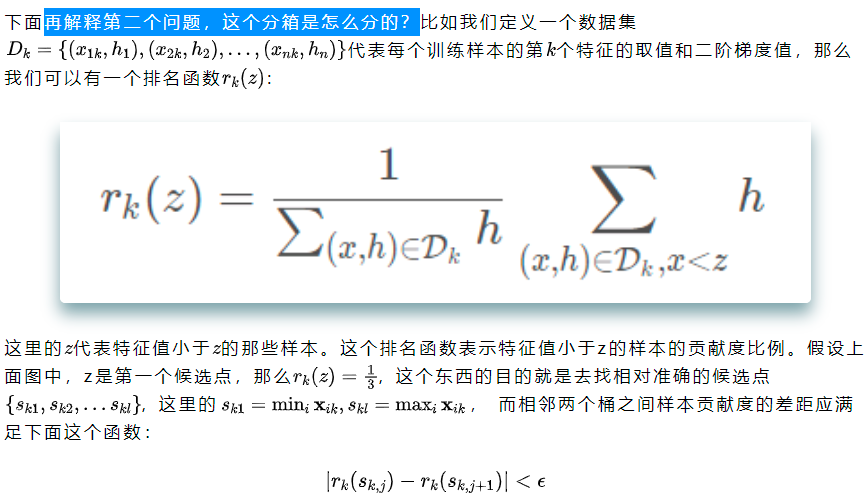 下面再解释第二个问题，这个分箱是怎么分的？比如我们定义一个数据集
D_k = {(x_{1k}, h_1), (x_{2k}, h_2), ..., (x_{nk}, h_n)}代表每个训练样本的第k个特征的取值和二阶梯度值，那么
我们可以有一个排名函数r_k(z)：
r_k(z) = \frac{1}{\sum_{(x,h)∈\mathcal{D}_k} h} \sum_{(x,h)∈\mathcal{D}_k, x<z} h
这里的z代表特征值小于z的那些样本。这个排名函数表示特征值小于z的样本的贡献度比例。假设上
面图中，z是第一个候选点，那么r_k(z) = \frac{1}{3}，这个东西的目的就是去找相对准确的候选点
{s_{k1}, s_{k2}, ... s_{kl}}，这里的 s_{k1} = min_i \mathbf{x}_{ik}, s_{kl} = max_i \mathbf{x}_{ik}， 而相邻两个桶之间样本贡献度的差距应满
足下面这个函数：
|r_k(s_{k,j}) − r_k(s_{k,j+1})| < ϵ